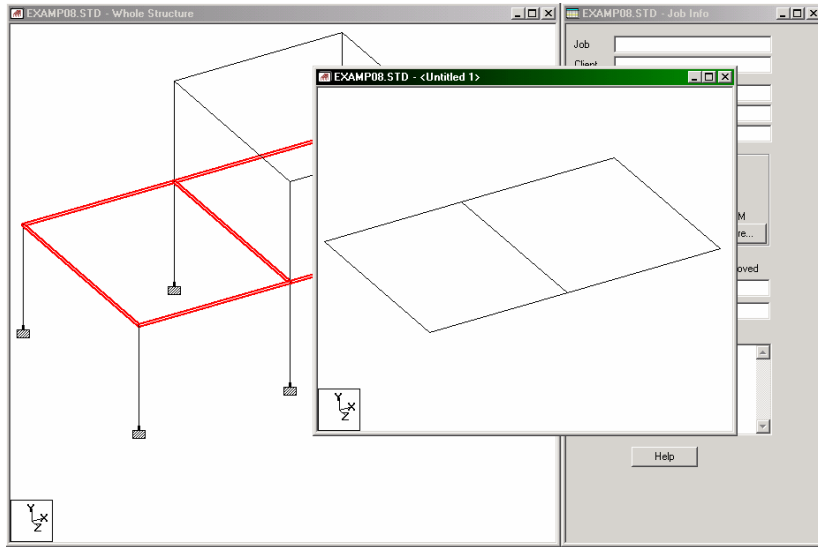 EXAMP08.STD - Whole Structure
EXAMP08.STD - Job Info
Job
Client
EXAMP08.STD - <Untitled 1>
M
re...
oved
Help
Y
X
Z
Y
X
Z